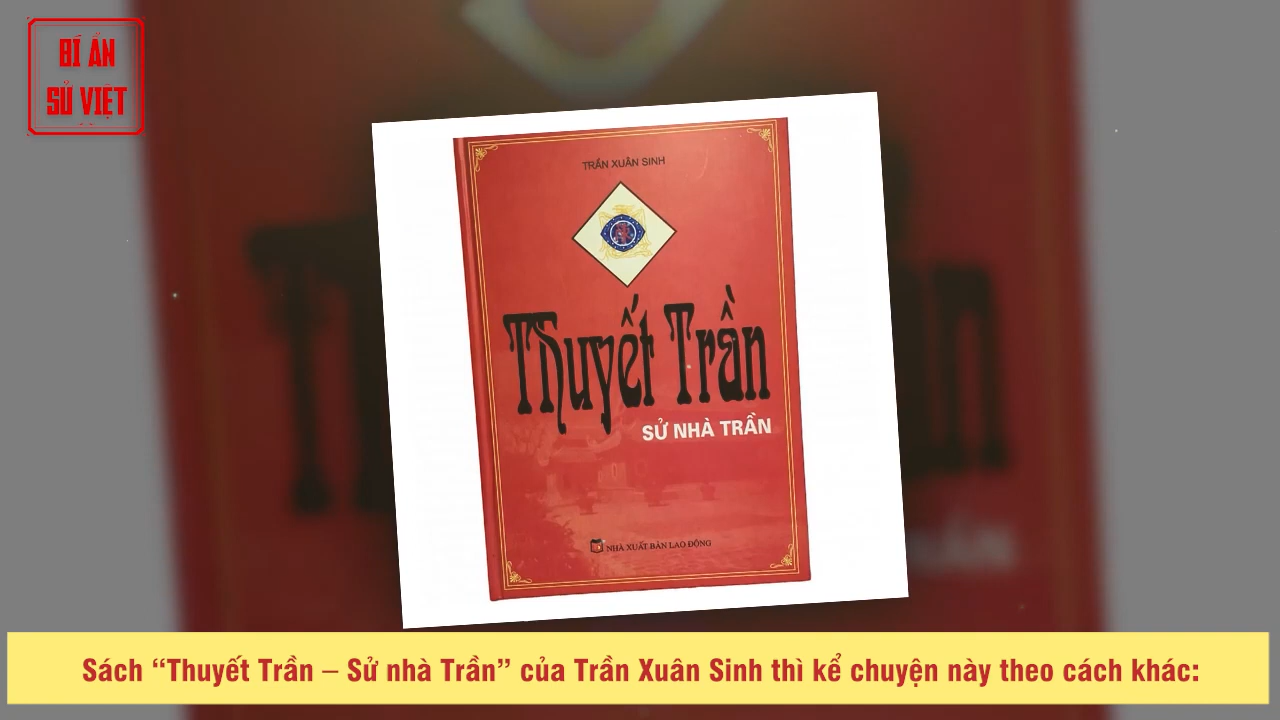 BÍ ẨN
SỬ VIỆT
TRẦN XUÂN SINH
Thuyết Trần
SỬ NHÀ TRẦN
NHÀ XUẤT BẢN LAO ĐỘNG
Sách “Thuyết Trần – Sử nhà Trần” của Trần Xuân Sinh thì kể chuyện này theo cách khác: